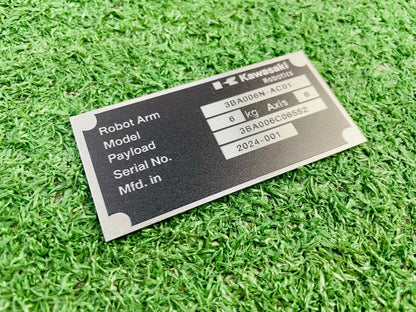 Kawasaki
Robotics
Robot Arm
Model 3BA006N-AC01
Payload 6 kg Axis 6
Serial No. 3BA006C06552
Mfd. in 2024-001